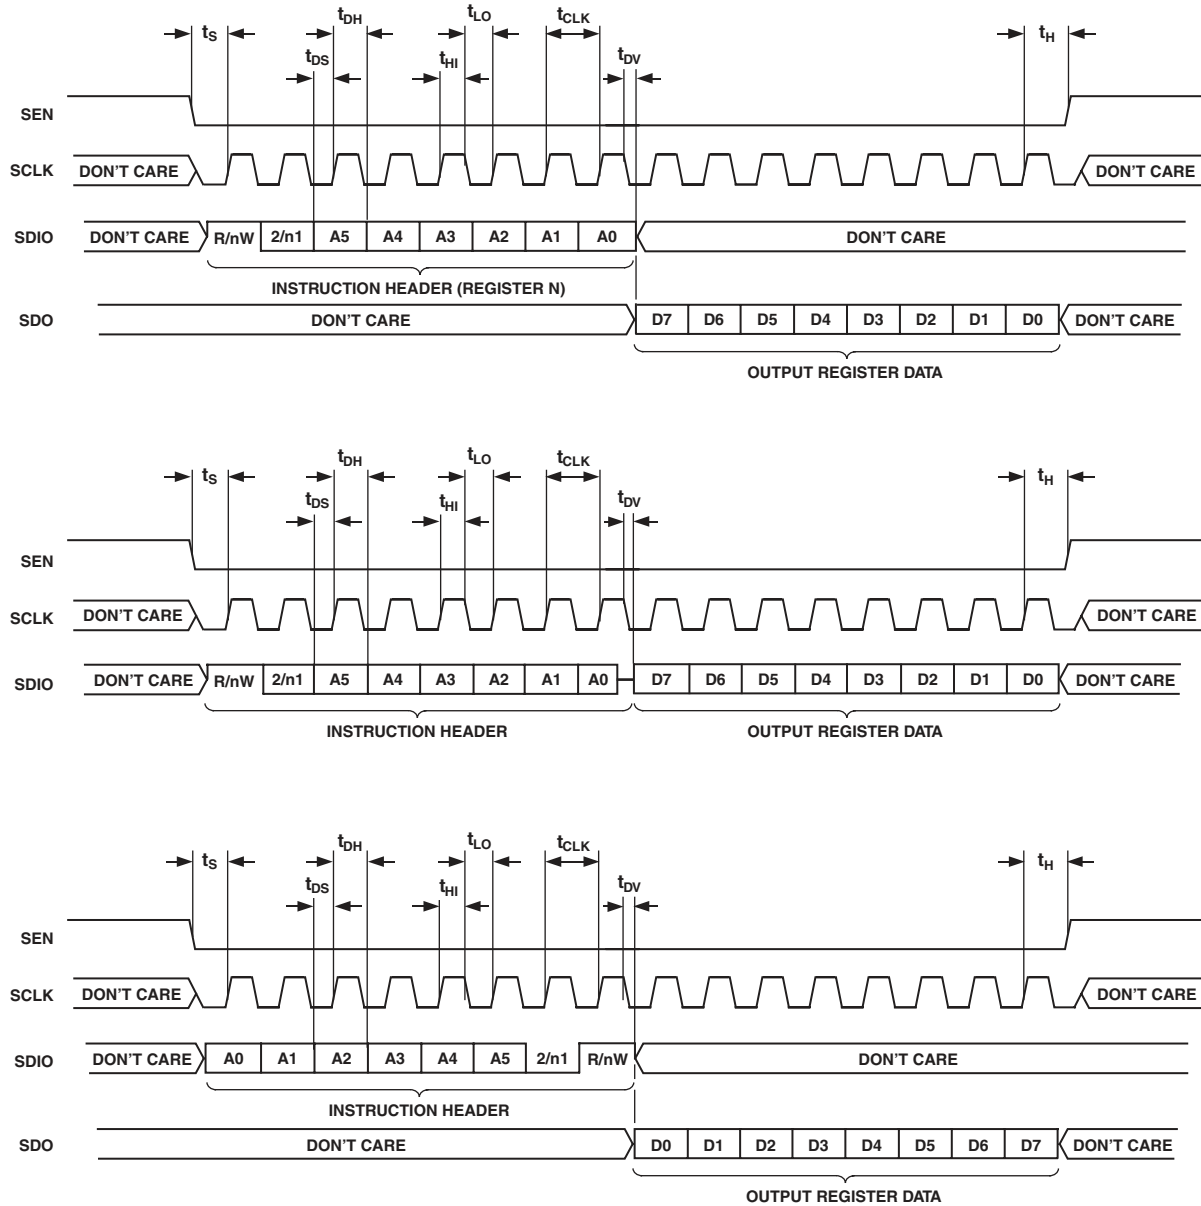 tDH tLO tCLK
tS tH
tDS tHI tDV
SEN
SCLK DON'T CARE DON'T CARE
SDIO DON'T CARE R/nW 2/n1 A5 A4 A3 A2 A1 A0 DON'T CARE
INSTRUCTION HEADER (REGISTER N)
SDO DON'T CARE D7 D6 D5 D4 D3 D2 D1 D0 DON'T CARE
OUTPUT REGISTER DATA
tDH tLO tCLK
tS tH
tDS tHI tDV
SEN
SCLK DON'T CARE DON'T CARE
SDIO DON'T CARE R/nW 2/n1 A5 A4 A3 A2 A1 A0 D7 D6 D5 D4 D3 D2 D1 D0 DON'T CARE
INSTRUCTION HEADER OUTPUT REGISTER DATA
tDH tLO tCLK
tS tH
tDS tHI tDV
SEN
SCLK DON'T CARE DON'T CARE
SDIO DON'T CARE A0 A1 A2 A3 A4 A5 2/n1 R/nW DON'T CARE
INSTRUCTION HEADER
SDO DON'T CARE D0 D1 D2 D3 D4 D5 D6 D7 DON'T CARE
OUTPUT REGISTER DATA